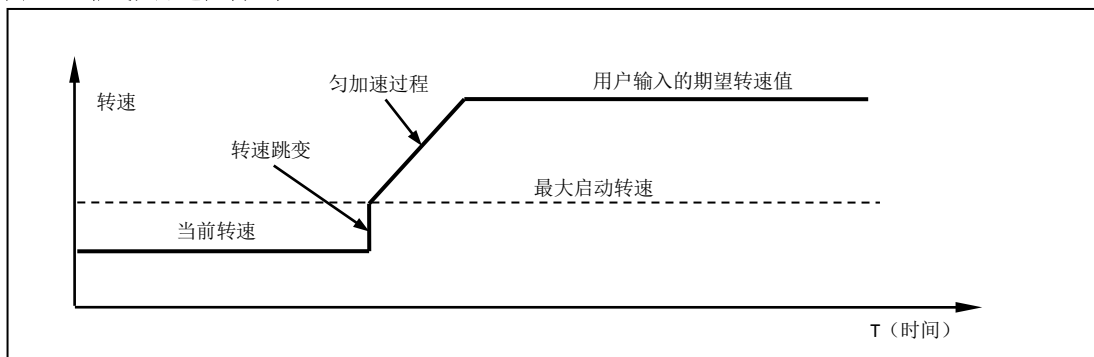 转速
匀加速过程
用户输入的期望转速值
转速跳变
最大启动转速
当前转速
T（时间）